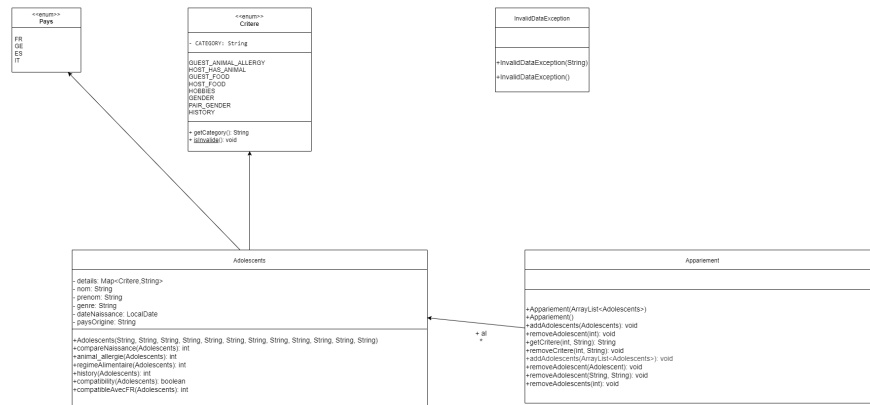 <<enum>>
Pays
FR
GE
ES
IT
<<enum>>
Critere
- CATEGORY: String
GUEST_ANIMAL_ALLERGY
HOST_HAS_ANIMAL
GUEST_FOOD
HOST_FOOD
HOBBIES
GENDER
PAIR_GENDER
HISTORY
+ getCategory(): String
+ isInvalide(): void
InvalidDataException
+InvalidDataException(String)
+InvalidDataException()
Adolescents
- details: Map<Critere,String>
- nom: String
- prenom: String
- genre: String
- dateNaissance: LocalDate
- paysOrigine: String
+Adolescents(String, String, String, String, String, String, String, String, String, String, String)
+compareNaissance(Adolescents): int
+animal_allergie(Adolescents): int
+regimeAlimentaire(Adolescents): int
+history(Adolescents): int
+compatibility(Adolescents): boolean
+compatibleAvecFR(Adolescents): int
+ al
*
Appariement
+Appariement(ArrayList<Adolescents>)
+Appariement()
+addAdolescents(Adolescents): void
+removeAdolescent(int): void
+getCritere(int, String): String
+removeCritere(int, String): void
+addAdolescents(ArrayList<Adolescents>): void
+removeAdolescent(Adolescent): void
+removeAdolescent(String, String): void
+removeAdolescents(int): void